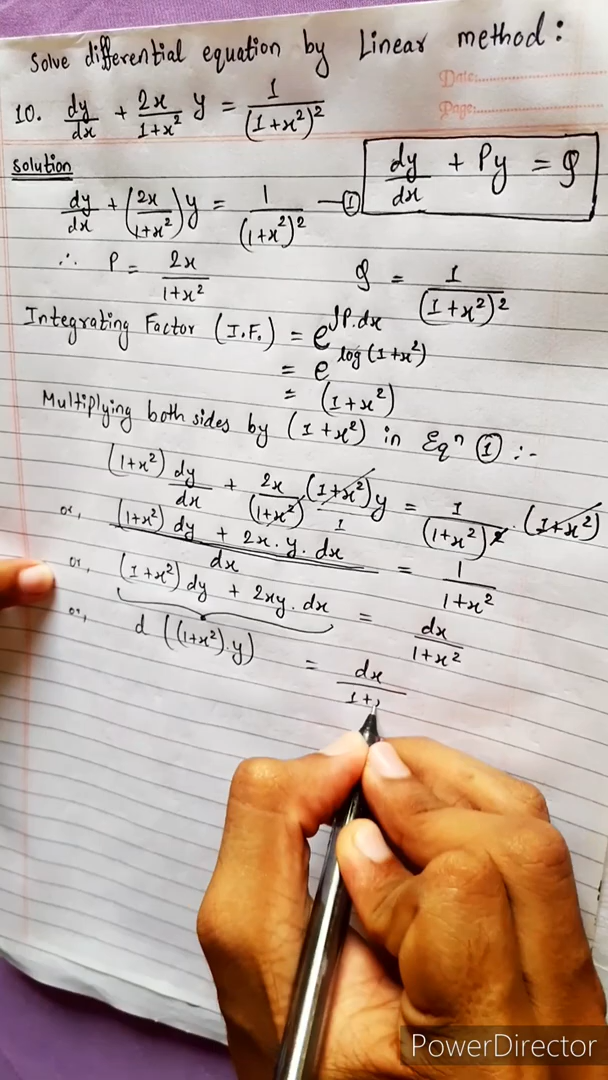 Solve differential equation by Linear method:
Date:
Page:
10. dy/dx + 2x/(1+x²) y = 1/(1+x²)²
Solution
dy/dx + Py = Q
dy/dx + (2x/(1+x²))y = 1/(1+x²)² — ①
∴ P = 2x/(1+x²) Q = 1/(1+x²)²
Integrating Factor (I.F.) = e^∫P.dx
= e^log(1+x²)
= (1+x²)
Multiplying both sides by (1+x²) in Eqⁿ ① :-
(1+x²) dy/dx + 2x/(1+x²) (1+x²)/1 y = 1/(1+x²)² . (1+x²)
or, ((1+x²) dy + 2x.y.dx)/dx = 1/(1+x²)
or, (1+x²) dy + 2xy.dx = dx/(1+x²)
or, d((1+x²).y) = dx/(1+
PowerDirector